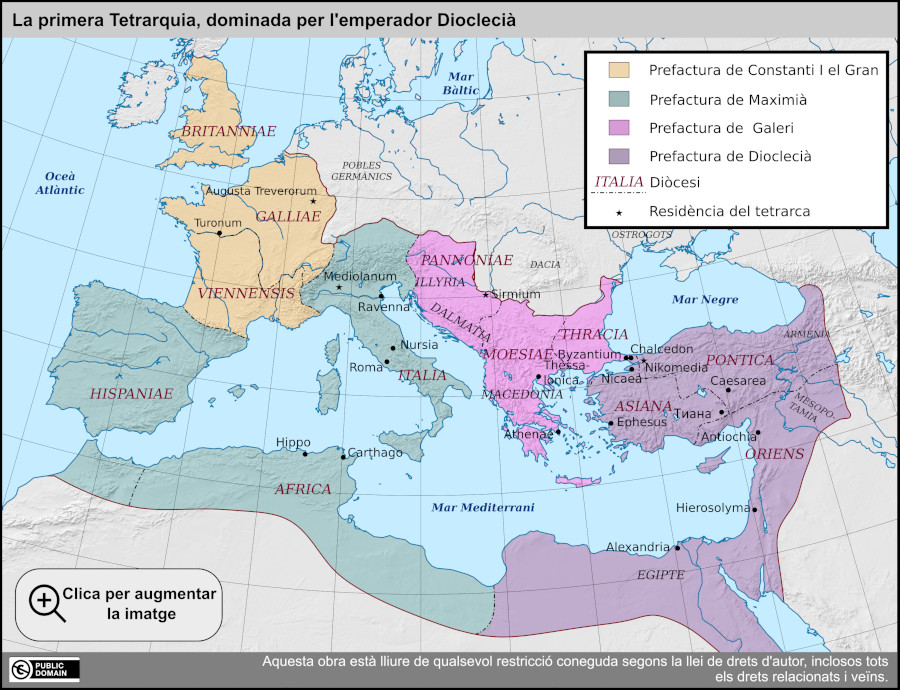 La primera Tetrarquia, dominada per l'emperador Dioclecià
Prefactura de Constantí I el Gran
Prefactura de Maximià
Prefactura de Galeri
Prefactura de Dioclecià
ITALIA Diòcesi
Residència del tetrarca
Mar
Bàltic
BRITANNIAE
Oceà
Atlàntic
POBLES
GERMÀNICS
Augusta Treverorum
GALLIAE
Turonum
OSTROGOTS
PANNONIAE
DACIA
Mediolanum
ILLYRIA
VIENNENSIS
Sirmium
Ravenna
Mar Negre
DALMATIA
THRACIA
ARMENIA
Nursia
Chalcedon
MOESIAE
Byzantium
PONTICA
Roma
Thessa
Nikomedia
ITALIA
Ionica
Nicaea
Caesarea
HISPANIAE
MACEDONIA
MESOPO-
TAMIA
ASIANA
Тиана
Ephesus
Athenae
Antiochia
Hippo
Carthago
ORIENS
AFRICA
Mar Mediterrani
Hierosolyma
Alexandria
EGIPTE
Clica per augmentar
la imatge
PUBLIC
DOMAIN
Aquesta obra està lliure de qualsevol restricció coneguda segons la llei de drets d'autor, inclosos tots
els drets relacionats i veïns.